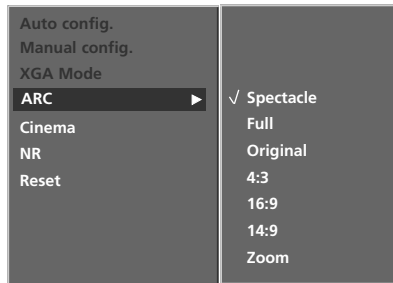 Auto config.
Manual config.
XGA Mode
ARC
Cinema
NR
Reset
√ Spectacle
Full
Original
4:3
16:9
14:9
Zoom